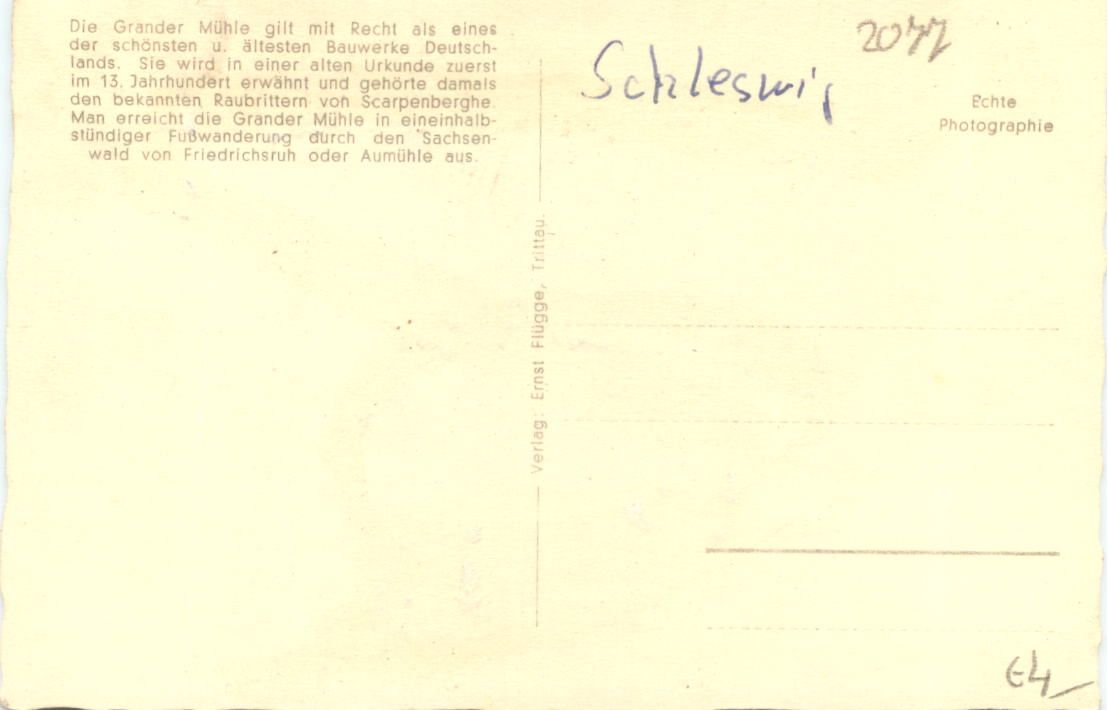 Die Grander Mühle gilt mit Recht als eines
der schönsten u. ältesten Bauwerke Deutsch-
lands. Sie wird in einer alten Urkunde zuerst
im 13. Jahrhundert erwähnt und gehörte damals
den bekannten Raubrittern von Scarpenberghe.
Man erreicht die Grander Mühle in eineinhalb-
stündiger Fußwanderung durch den Sachsen-
wald von Friedrichsruh oder Aumühle aus.
Verlag: Ernst Flügge, Trittau.
Schleswig
2077
Echte
Photographie
E4